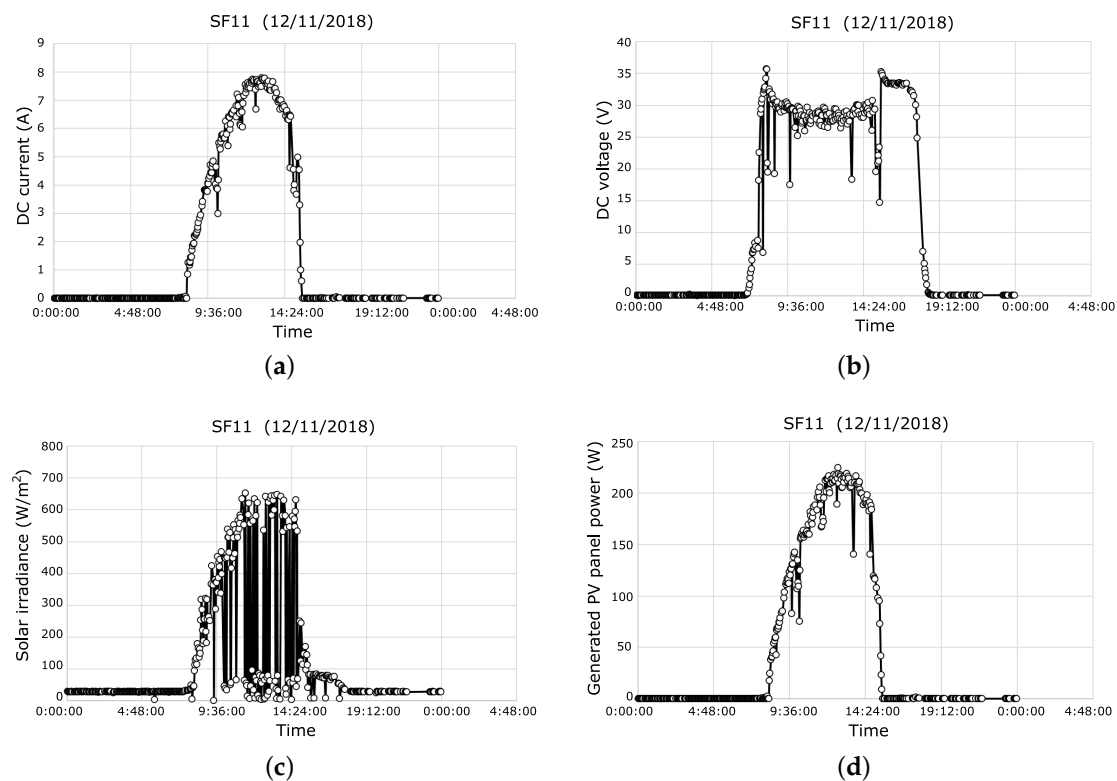 SF11 (12/11/2018)
DC current (A)
9
8
7
6
5
4
3
2
1
0
0:00:00 4:48:00 9:36:00 14:24:00 19:12:00 0:00:00 4:48:00
Time
(a)
SF11 (12/11/2018)
DC voltage (V)
40
35
30
25
20
15
10
5
0
0:00:00 4:48:00 9:36:00 14:24:00 19:12:00 0:00:00 4:48:00
Time
(b)
SF11 (12/11/2018)
Solar irradiance (W/m²)
800
700
600
500
400
300
200
100
0
0:00:00 4:48:00 9:36:00 14:24:00 19:12:00 0:00:00 4:48:00
Time
(c)
SF11 (12/11/2018)
Generated PV panel power (W)
250
200
150
100
50
0
0:00:00 4:48:00 9:36:00 14:24:00 19:12:00 0:00:00 4:48:00
Time
(d)